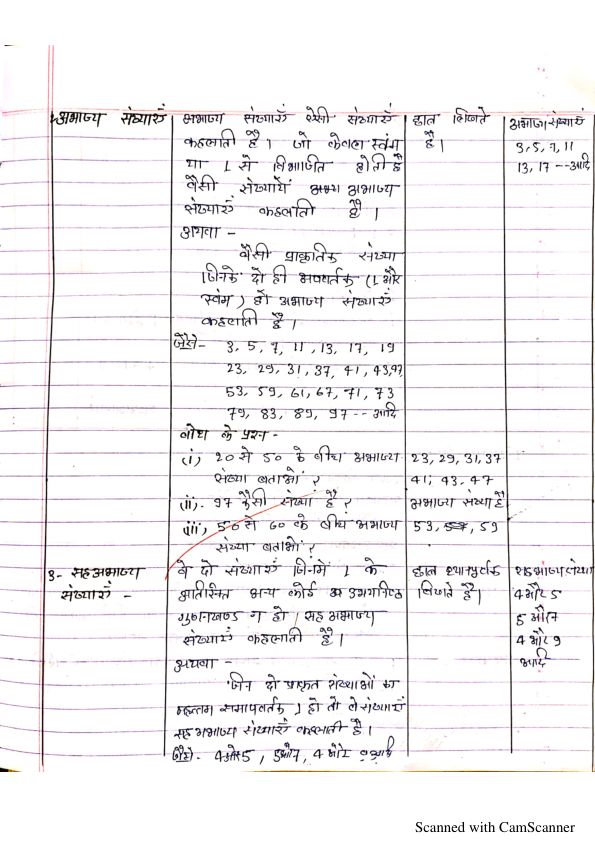 अभाज्य संख्याएँ
अभाज्य संख्याएँ ऐसी संख्याएँ
कहलाती है। जो केवल स्वंम
या 1 से विभाजित होती है
वैसी संख्यायें अभाज्य
संख्याएँ कहलाती है।
अथवा -
वैसी प्राकृतिक संख्या
जिनके दो ही अपवर्तक (1 और
स्वंम) हो अभाज्य संख्याएँ
कहलाती है।
जैसे- 3, 5, 7, 11, 13, 17, 19
23, 29, 31, 37, 41, 43, 47
53, 59, 61, 67, 71, 73
79, 83, 89, 97 -- आदि
बोध के प्रश्न -
(i) 20 से 50 के बीच अभाज्य
संख्या बताओं?
(ii). 97 कैसी संख्यां है?
(iii) 50 से 60 के बीच अभाज्य
संख्या बताओं?
छात्र लिखते
है।
23, 29, 31, 37
41, 43, 47
अभाज्य संख्या है
53, 59
अभाज्य संख्याएं
3, 5, 7, 11
13, 17 --आदि
3- सह अभाज्य
संख्याएँ -
वे दो संख्याएँ जिनमें 1 के
अतिरिक्त अन्य कोई उभयनिष्ठ
गुणनखण्ड न हो, सह अभाज्य
संख्याएँ कहलाती है।
अथवा -
जिन दो प्राकृत संख्याओं का
महत्तम समापवर्तक 1 हो तो वे संख्याएँ
सह अभाज्य संख्याएँ कहलाती है।
जैसे- 4 और 5, 5 और 7, 4 और 9 इत्यादि
छात्र ध्यानपूर्वक
लिखते है।
सह भाज्य संख्या
4 और 5
5 और 7
4 और 9
आदि
Scanned with CamScanner